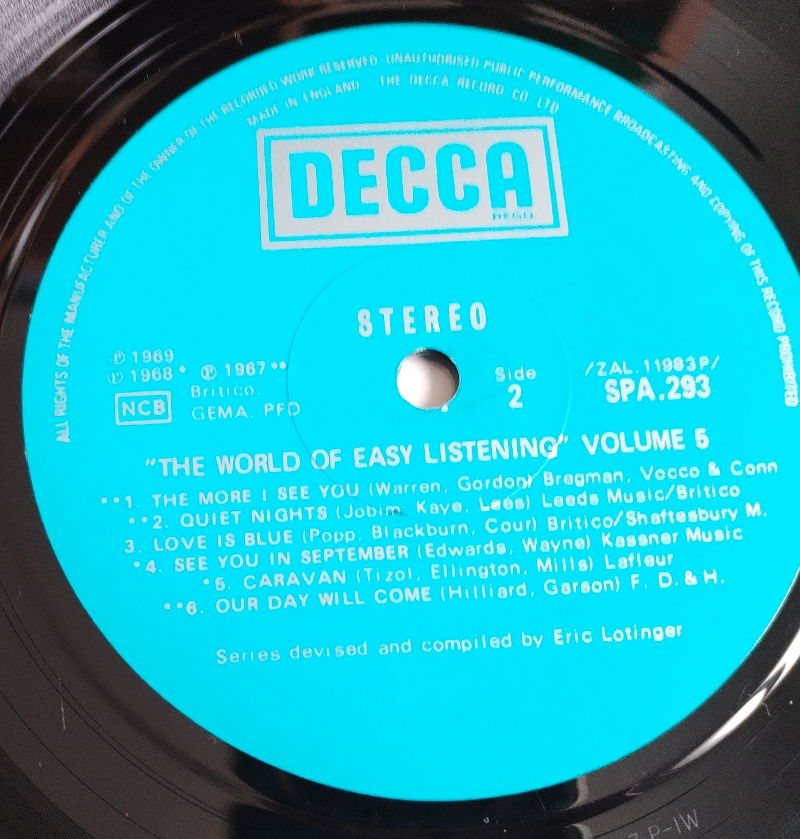 ALL RIGHTS OF THE MANUFACTURER AND OF THE OWNER OF THE RECORDED WORK RESERVED · UNAUTHORISED PUBLIC PERFORMANCE BROADCASTING AND COPYING OF THIS RECORD PROHIBITED
MADE IN ENGLAND · THE DECCA RECORD CO LTD
DECCA
REGD.
STEREO
℗ 1969
℗ 1968* ℗ 1967**
NCB
Britico.
GEMA. PFD
Side
2
/ZAL.11983P/
SPA.293
"THE WORLD OF EASY LISTENING" VOLUME 5
**1. THE MORE I SEE YOU (Warren, Gordon) Bregman, Vocco & Conn
**2. QUIET NIGHTS (Jobim, Kaye, Lees) Leeds Music/Britico
3. LOVE IS BLUE (Popp, Blackburn, Cour) Britico/Shaftesbury M.
*4. SEE YOU IN SEPTEMBER (Edwards, Wayne) Kassner Music
*5. CARAVAN (Tizol, Ellington, Mills) Lafleur
**6. OUR DAY WILL COME (Hilliard, Garson) F. D. & H.
Series devised and compiled by Eric Lotinger
P-1W